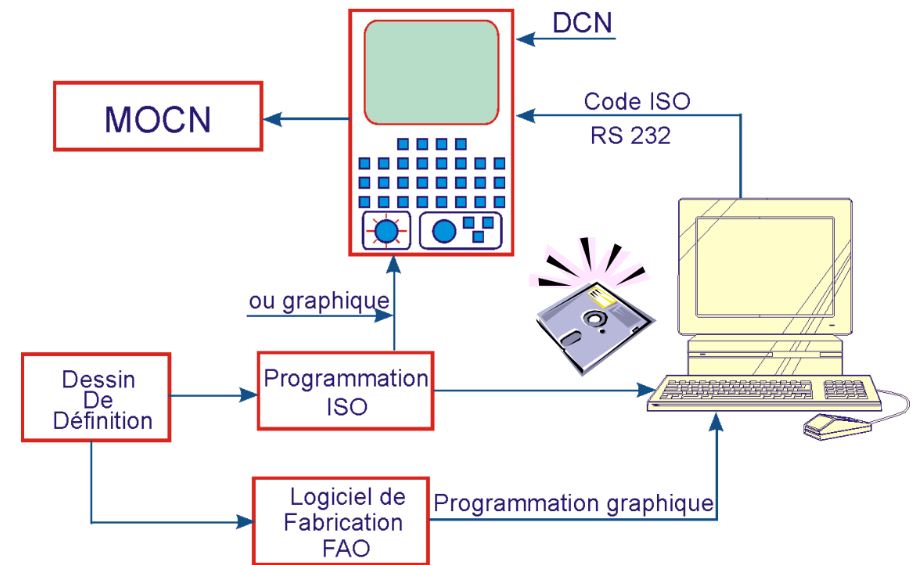 DCN
MOCN
Code ISO
RS 232
ou graphique
Dessin
De
Définition
Programmation
ISO
Logiciel de
Fabrication
FAO
Programmation graphique